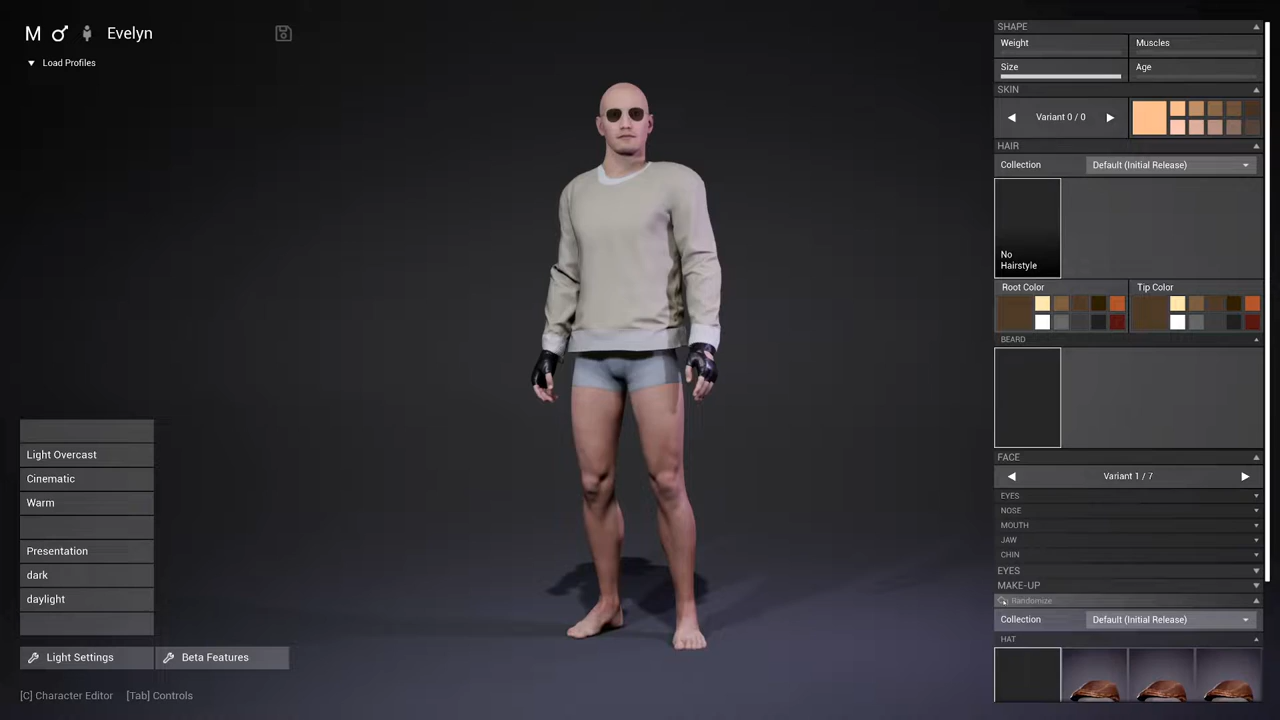 M ♂ Evelyn
Load Profiles
Light Overcast
Cinematic
Warm
Presentation
dark
daylight
Light Settings
Beta Features
[C] Character Editor [Tab] Controls
SHAPE
Weight
Muscles
Size
Age
SKIN
Variant 0 / 0
HAIR
Collection
Default (Initial Release)
No
Hairstyle
Root Color
Tip Color
BEARD
FACE
Variant 1 / 7
EYES
NOSE
MOUTH
JAW
CHIN
EYES
MAKE-UP
Randomize
Collection
Default (Initial Release)
HAT